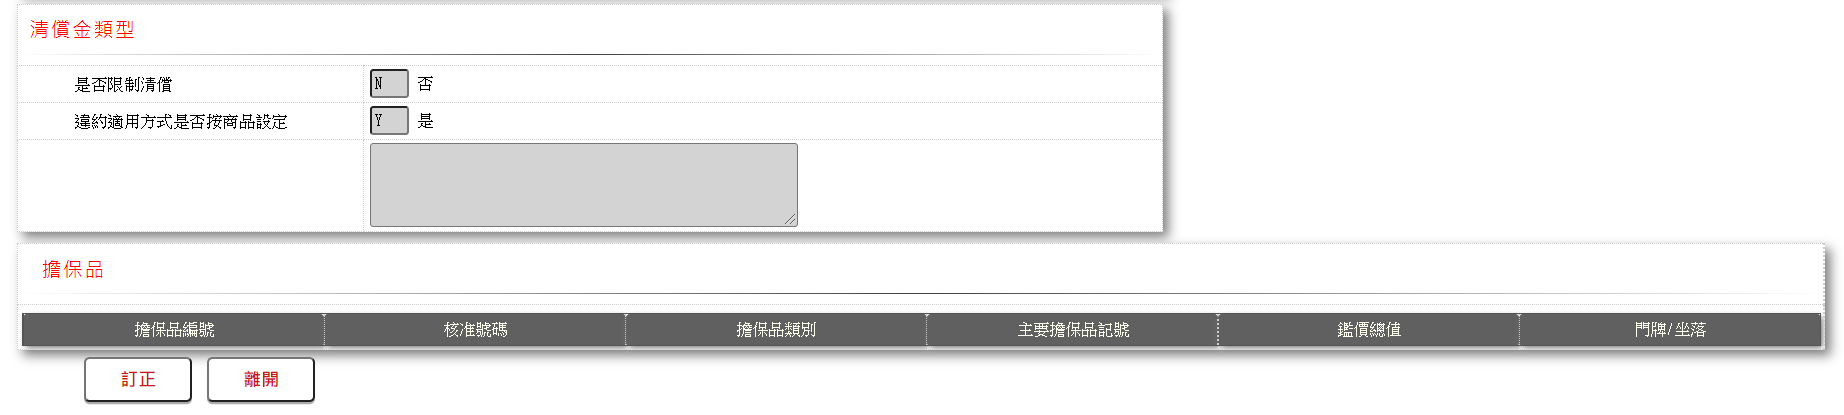 清償金類型
是否限制清償 N 否
違約適用方式是否按商品設定 Y 是
擔保品
擔保品編號 核准號碼 擔保品類別 主要擔保品記號 鑑價總值 門牌/坐落
訂正 離開